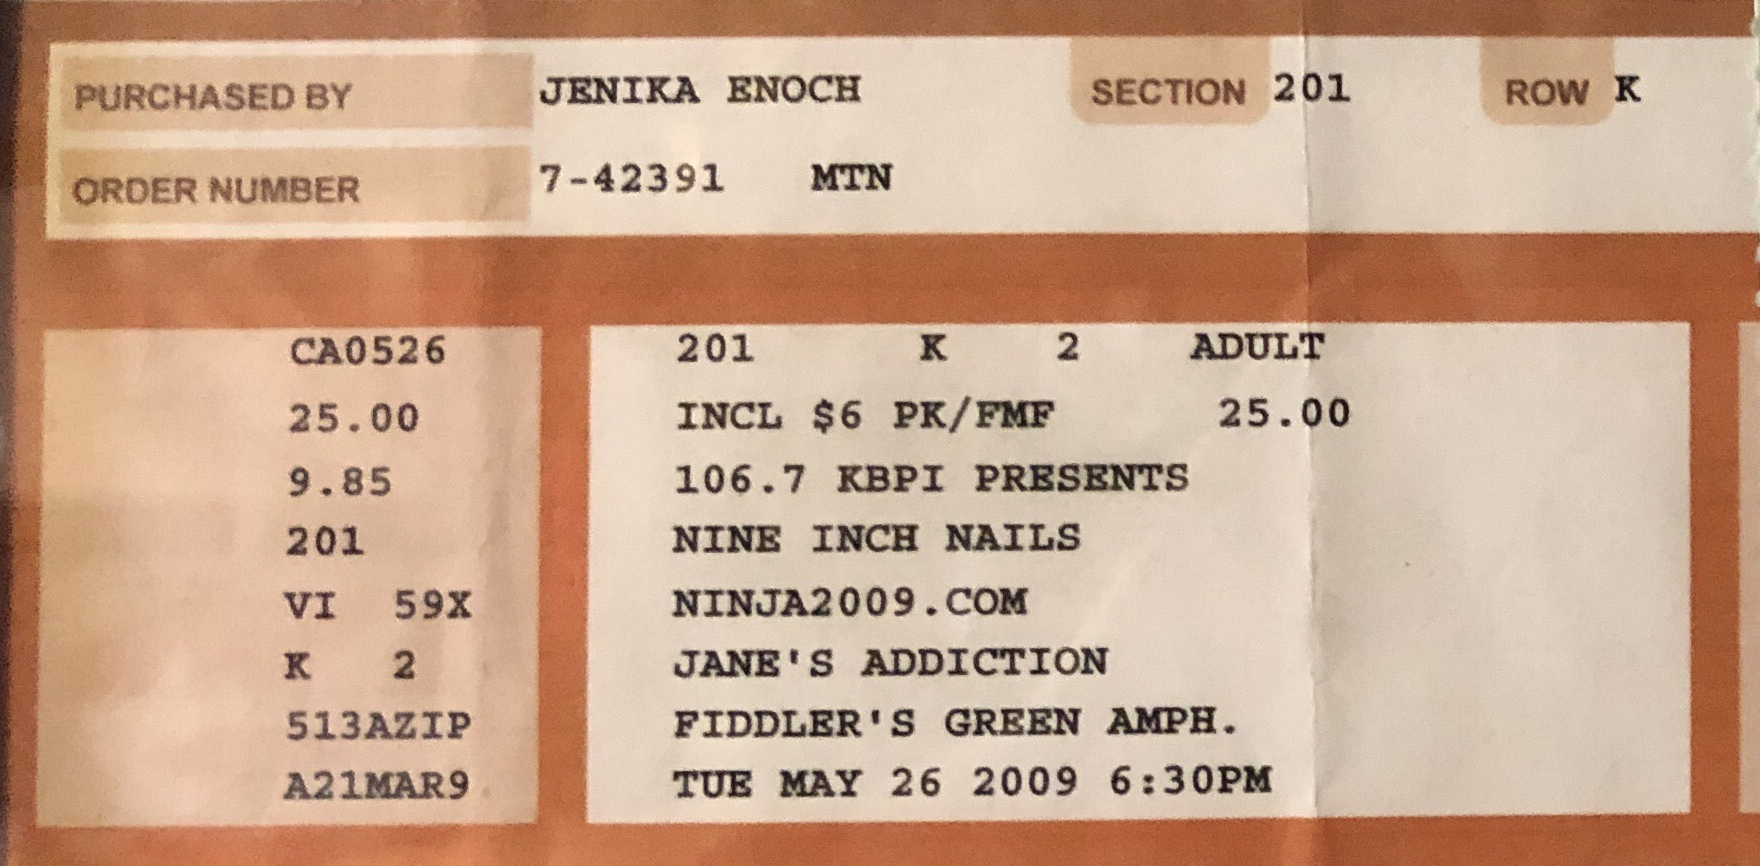 PURCHASED BY JENIKA ENOCH SECTION 201 ROW K
ORDER NUMBER 7-42391 MTN
CA0526
25.00
9.85
201
VI 59X
K 2
513AZIP
A21MAR9
201 K 2 ADULT
INCL $6 PK/FMF 25.00
106.7 KBPI PRESENTS
NINE INCH NAILS
NINJA2009.COM
JANE'S ADDICTION
FIDDLER'S GREEN AMPH.
TUE MAY 26 2009 6:30PM